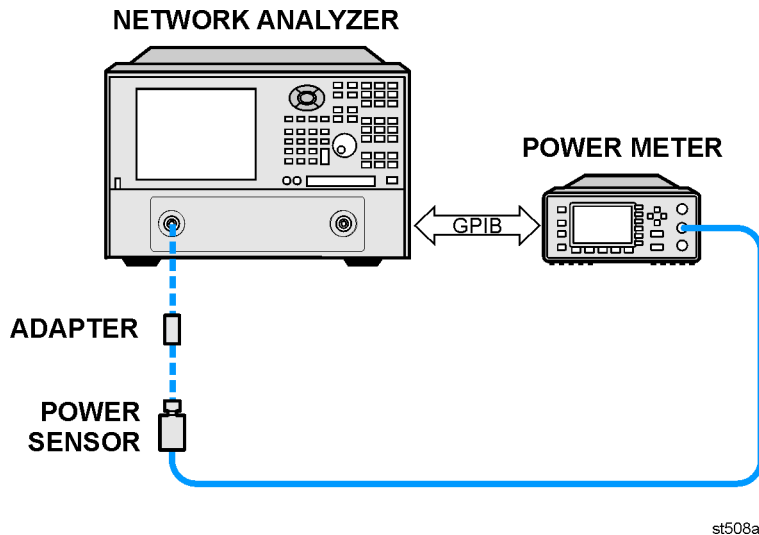 NETWORK ANALYZER
POWER METER
GPIB
ADAPTER
POWER
SENSOR
st508a